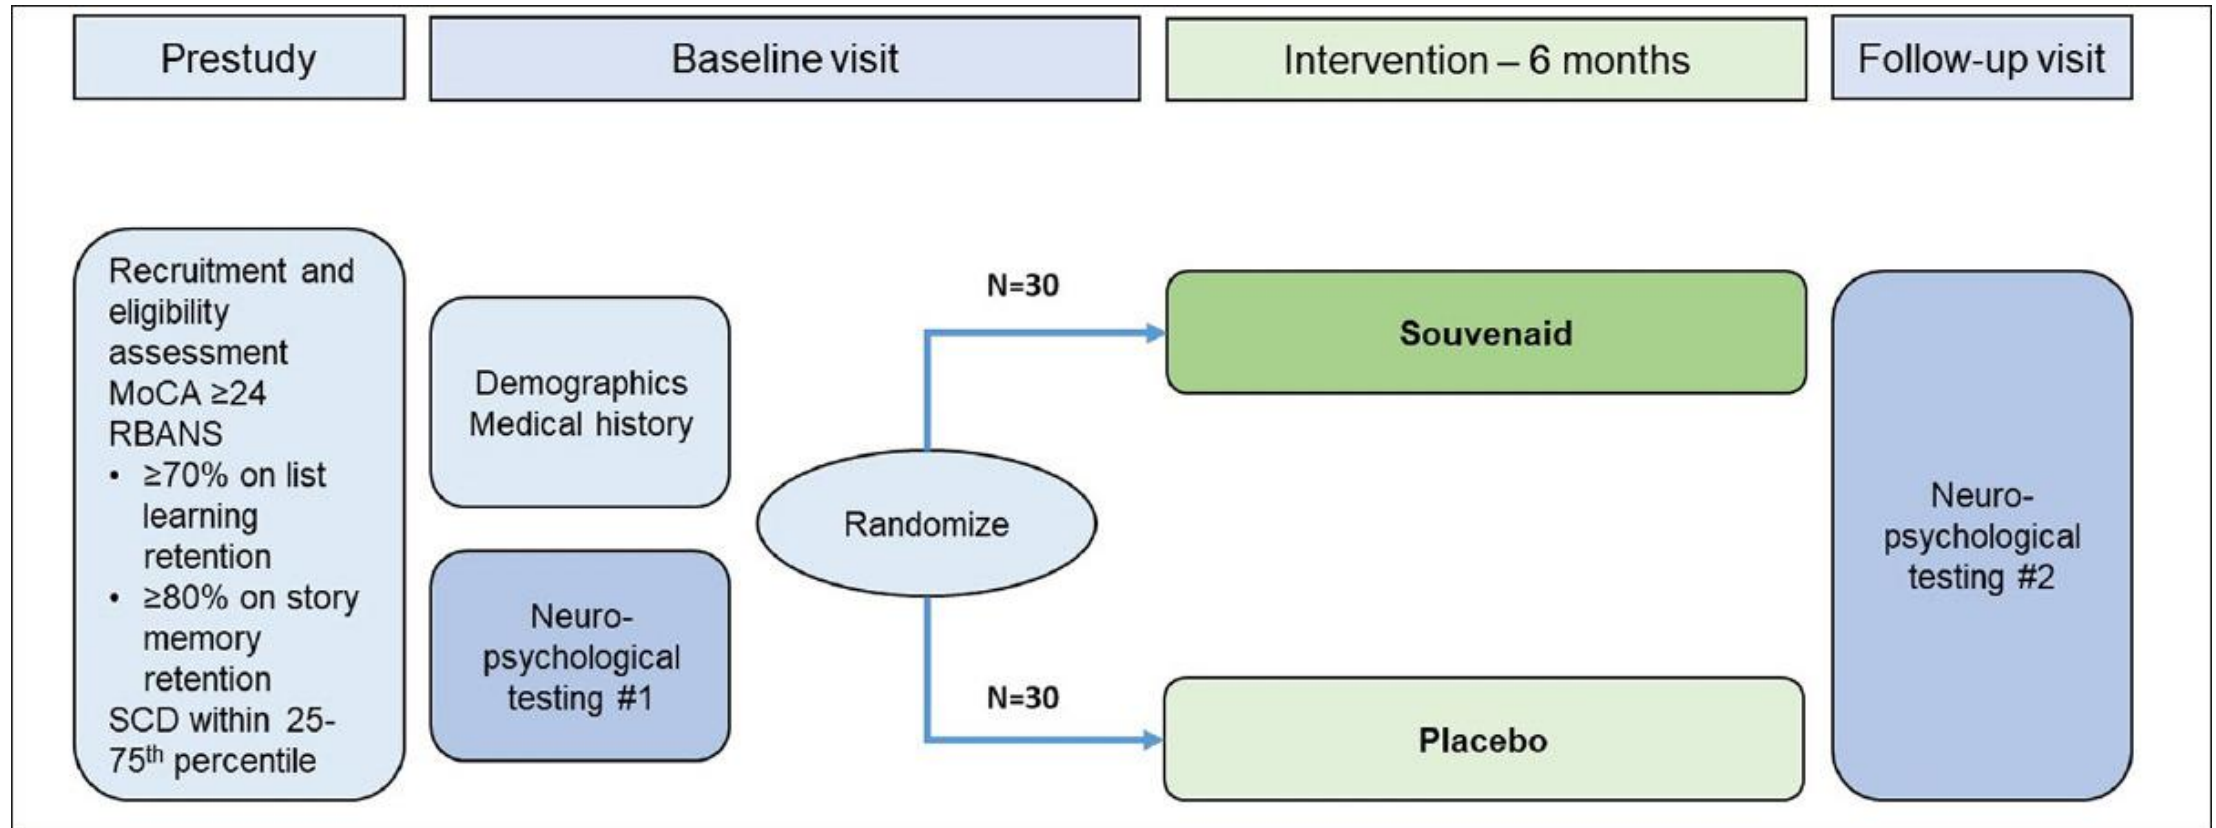 Prestudy
Baseline visit
Intervention – 6 months
Follow-up visit
Recruitment and
eligibility
assessment
MoCA ≥24
RBANS
• ≥70% on list
learning
retention
• ≥80% on story
memory
retention
SCD within 25-
75th percentile
Demographics
Medical history
Neuro-
psychological
testing #1
Randomize
N=30
Souvenaid
N=30
Placebo
Neuro-
psychological
testing #2